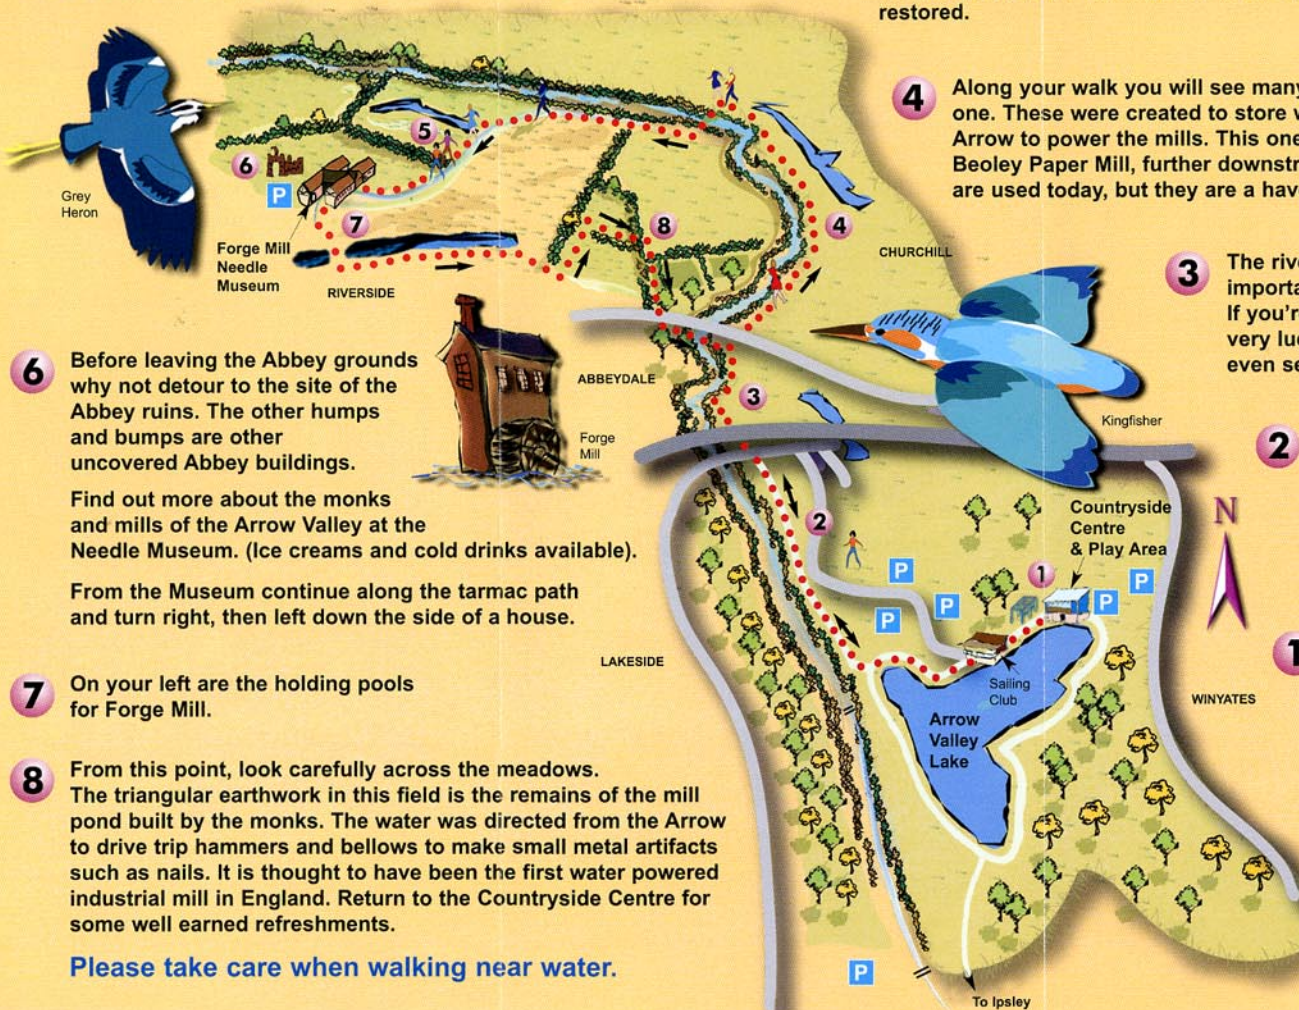 restored.
4
Along your walk you will see many
one. These were created to store
Arrow to power the mills. This one
Beoley Paper Mill, further
are used today, but they are a
3
The
If you're
very
even
2
1
Grey
Heron
5
6
P
Forge Mill
Needle
Museum
7
RIVERSIDE
8
4
CHURCHILL
ABBEYDALE
3
Forge
Mill
Kingfisher
6
Before leaving the Abbey grounds
why not detour to the site of the
Abbey ruins. The other humps
and bumps are other
uncovered Abbey buildings.
Find out more about the monks
and mills of the Arrow Valley at the
Needle Museum. (Ice creams and cold drinks available).
From the Museum continue along the tarmac path
and turn right, then left down the side of a house.
7
On your left are the holding pools
for Forge Mill.
8
From this point, look carefully across the meadows.
The triangular earthwork in this field is the remains of the mill
pond built by the monks. The water was directed from the Arrow
to drive trip hammers and bellows to make small metal artifacts
such as nails. It is thought to have been the first water powered
industrial mill in England. Return to the Countryside Centre for
some well earned refreshments.
Please take care when walking near water.
2
Countryside
Centre
& Play Area
N
1
P
P
P
P
P
LAKESIDE
WINYATES
Sailing
Club
Arrow
Valley
Lake
P
To Ipsley